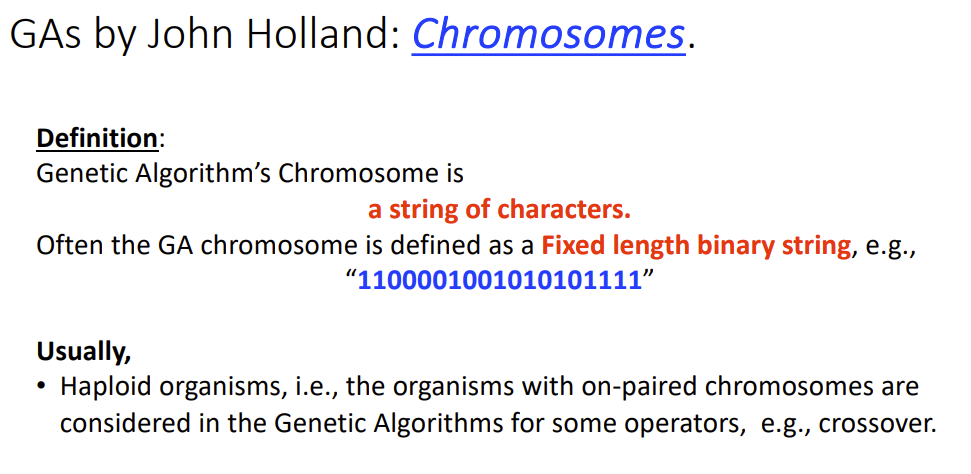 GAs by John Holland: Chromosomes.
Definition:
Genetic Algorithm’s Chromosome is
a string of characters.
Often the GA chromosome is defined as a Fixed length binary string, e.g.,
“1100001001010101111”
Usually,
• Haploid organisms, i.e., the organisms with on-paired chromosomes are
considered in the Genetic Algorithms for some operators, e.g., crossover.